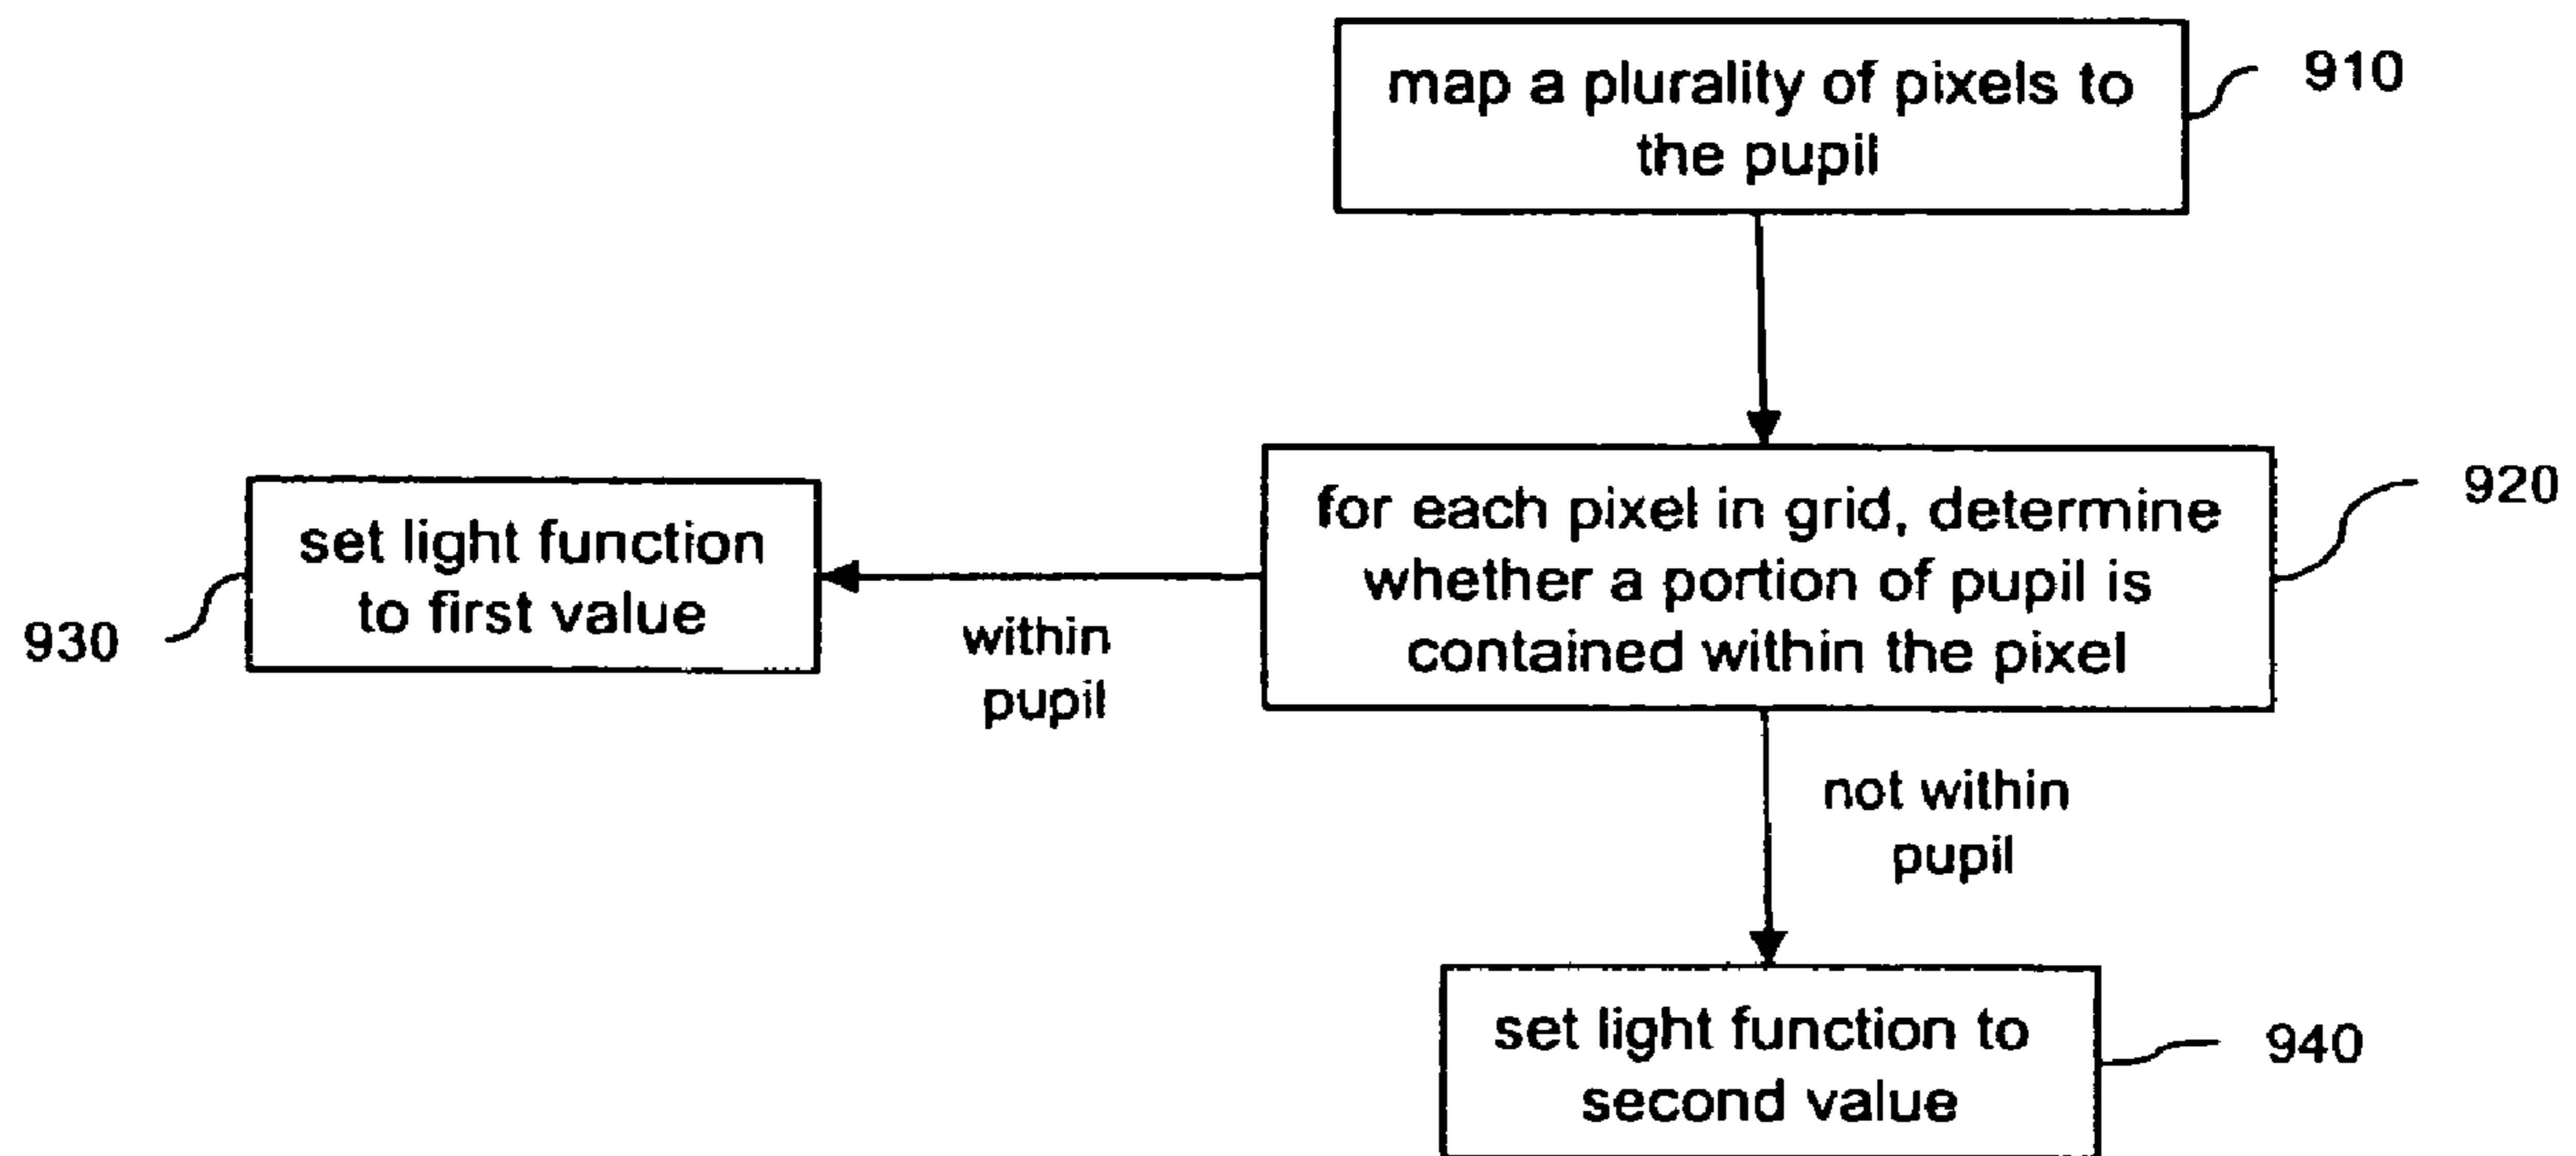 map a plurality of pixels to
the pupil
910
for each pixel in grid, determine
whether a portion of pupil is
contained within the pixel
920
set light function
to first value
930
within
pupil
not within
pupil
set light function to
second value
940